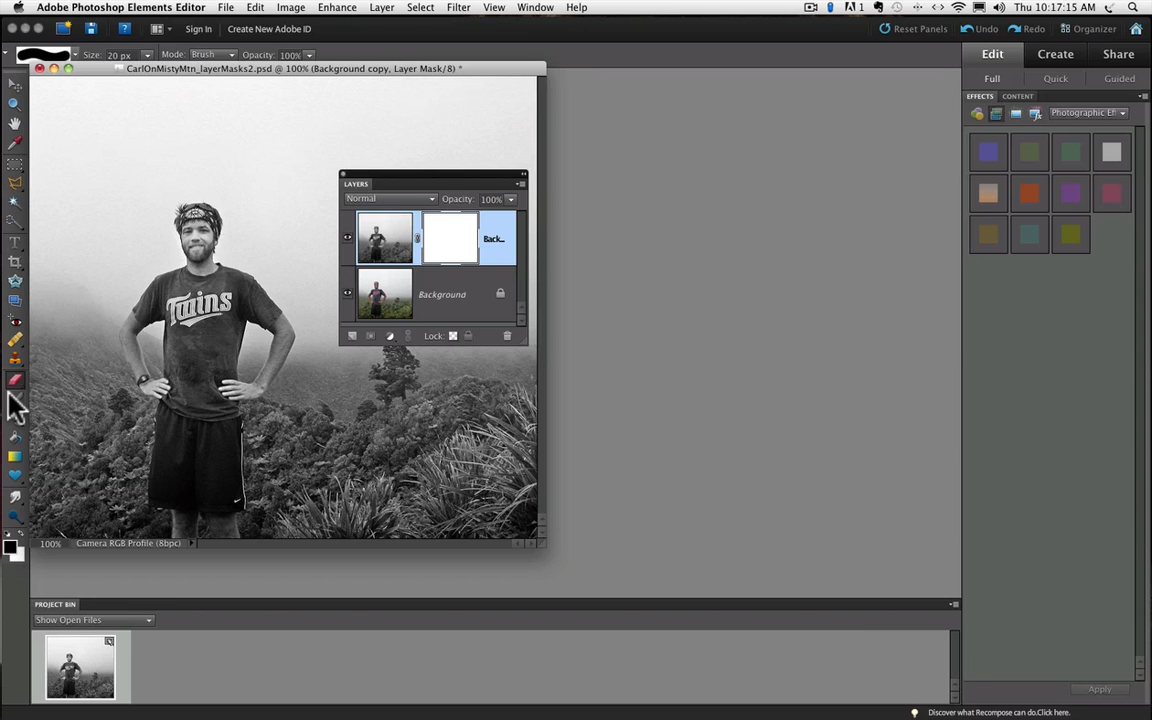 Adobe Photoshop Elements Editor File Edit Image Enhance Layer Select Filter View Window Help 1 Thu 10:17:15 AM
Sign In Create New Adobe ID Reset Panels Undo Redo Organizer
Size: 20 px Mode: Brush Opacity: 100% Edit Create Share
CarlOnMistyMtn_layerMasks2.psd @ 100% (Background copy, Layer Mask/8) *
Full Quick Guided
EFFECTS CONTENT
Photographic Eff
LAYERS
Normal Opacity: 100%
Back...
Background
Lock:
Twins
100% Camera RGB Profile (8bpc)
PROJECT BIN
Show Open Files
Apply
Discover what Recompose can do.Click here.